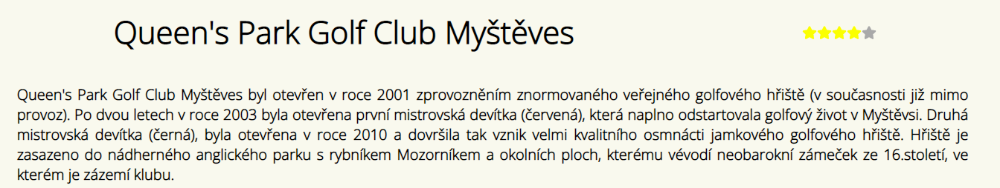 Queen's Park Golf Club Myštěves
Queen's Park Golf Club Myštěves byl otevřen v roce 2001 zprovozněním znormovaného veřejného golfového hřiště (v současnosti již mimo
provoz). Po dvou letech v roce 2003 byla otevřena první mistrovská devítka (červená), která naplno odstartovala golfový život v Myštěvsi. Druhá
mistrovská devítka (černá), byla otevřena v roce 2010 a dovršila tak vznik velmi kvalitního osmnácti jamkového golfového hřiště. Hřiště je
zasazeno do nádherného anglického parku s rybníkem Mozorníkem a okolních ploch, kterému vévodí neobarokní zámeček ze 16.století, ve
kterém je zázemí klubu.